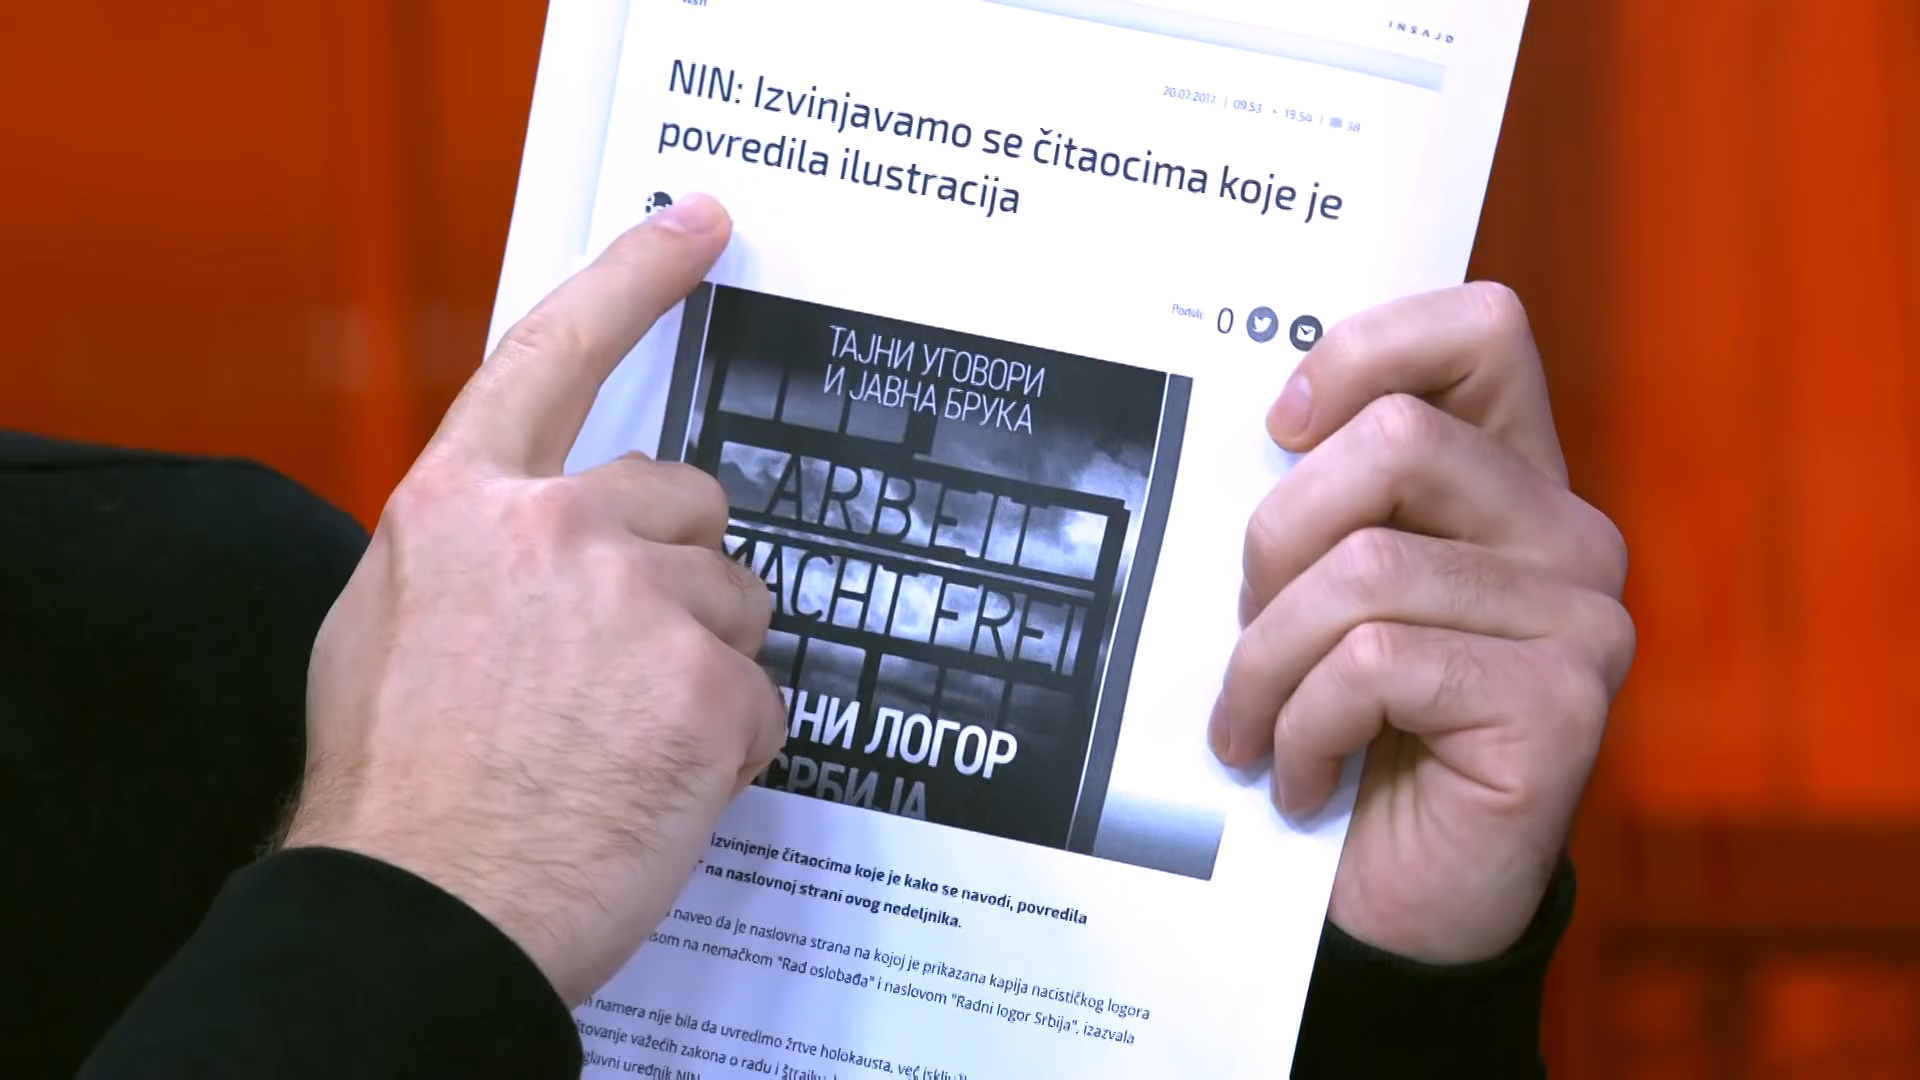 INSAJD
20.07.2017. | 09.53 • 19.54 | 38
NIN: Izvinjavamo se čitaocima koje je
povredila ilustracija
Podeli: 0
ТАЈНИ УГОВОРИ
И ЈАВНА БРУКА
ARBEIT
MACHT FREI
НИ ЛОГОР
СРБИЈА
Izvinjenje čitaocima koje je kako se navodi, povredila
na naslovnoj strani ovog nedeljnika.
naveo da je naslovna strana na kojoj je prikazana kapija nacističkog logora
na nemačkom "Rad oslobađa" i naslovom "Radni logor Srbija", izazvala
namera nije bila da uvredimo žrtve holokausta, već
važećih zakona o radu i
glavni urednik NIN